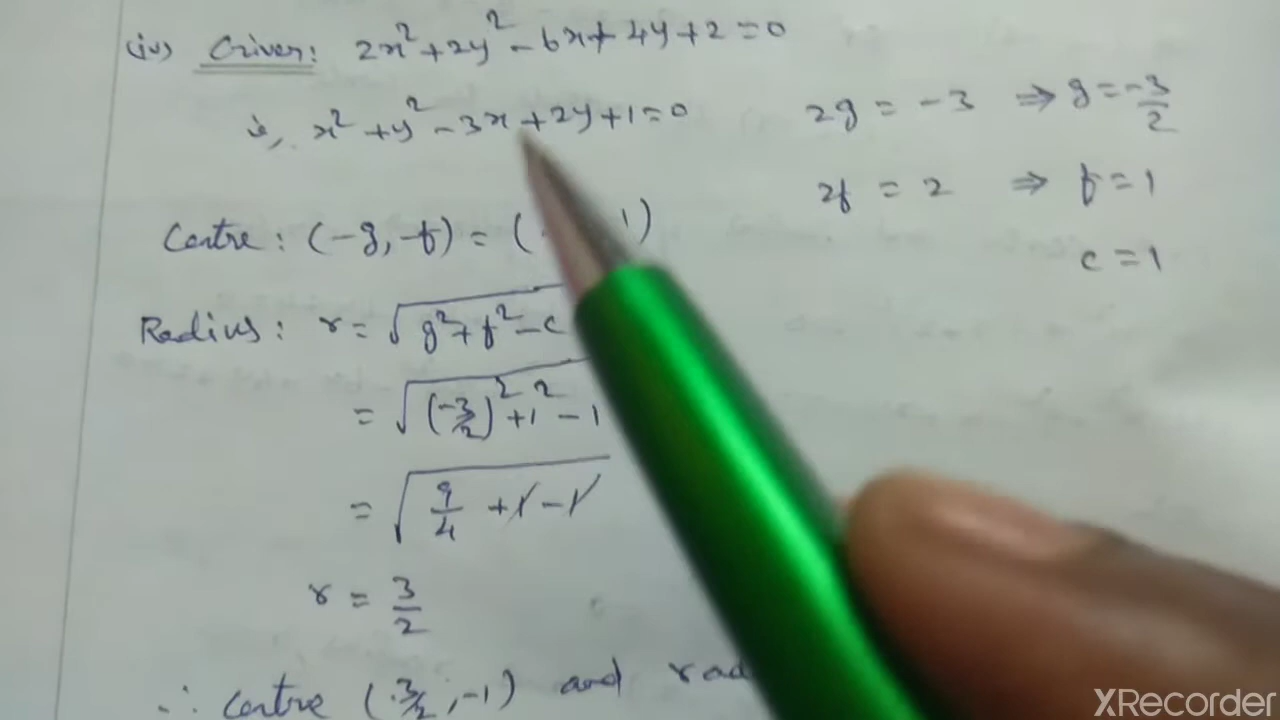 (iv) Given: 2x² + 2y² - 6x + 4y + 2 = 0
ie, x² + y² - 3x + 2y + 1 = 0
2g = -3 ⇒ g = -3/2
2f = 2 ⇒ f = 1
c = 1
Centre: (-g, -f) = ( 1)
Radius: r = √(g² + f² - c
= √((-3/2)² + 1² - 1
= √(9/4 + 1 - 1)
r = 3/2
∴ Centre (3/2, -1) and
XRecorder